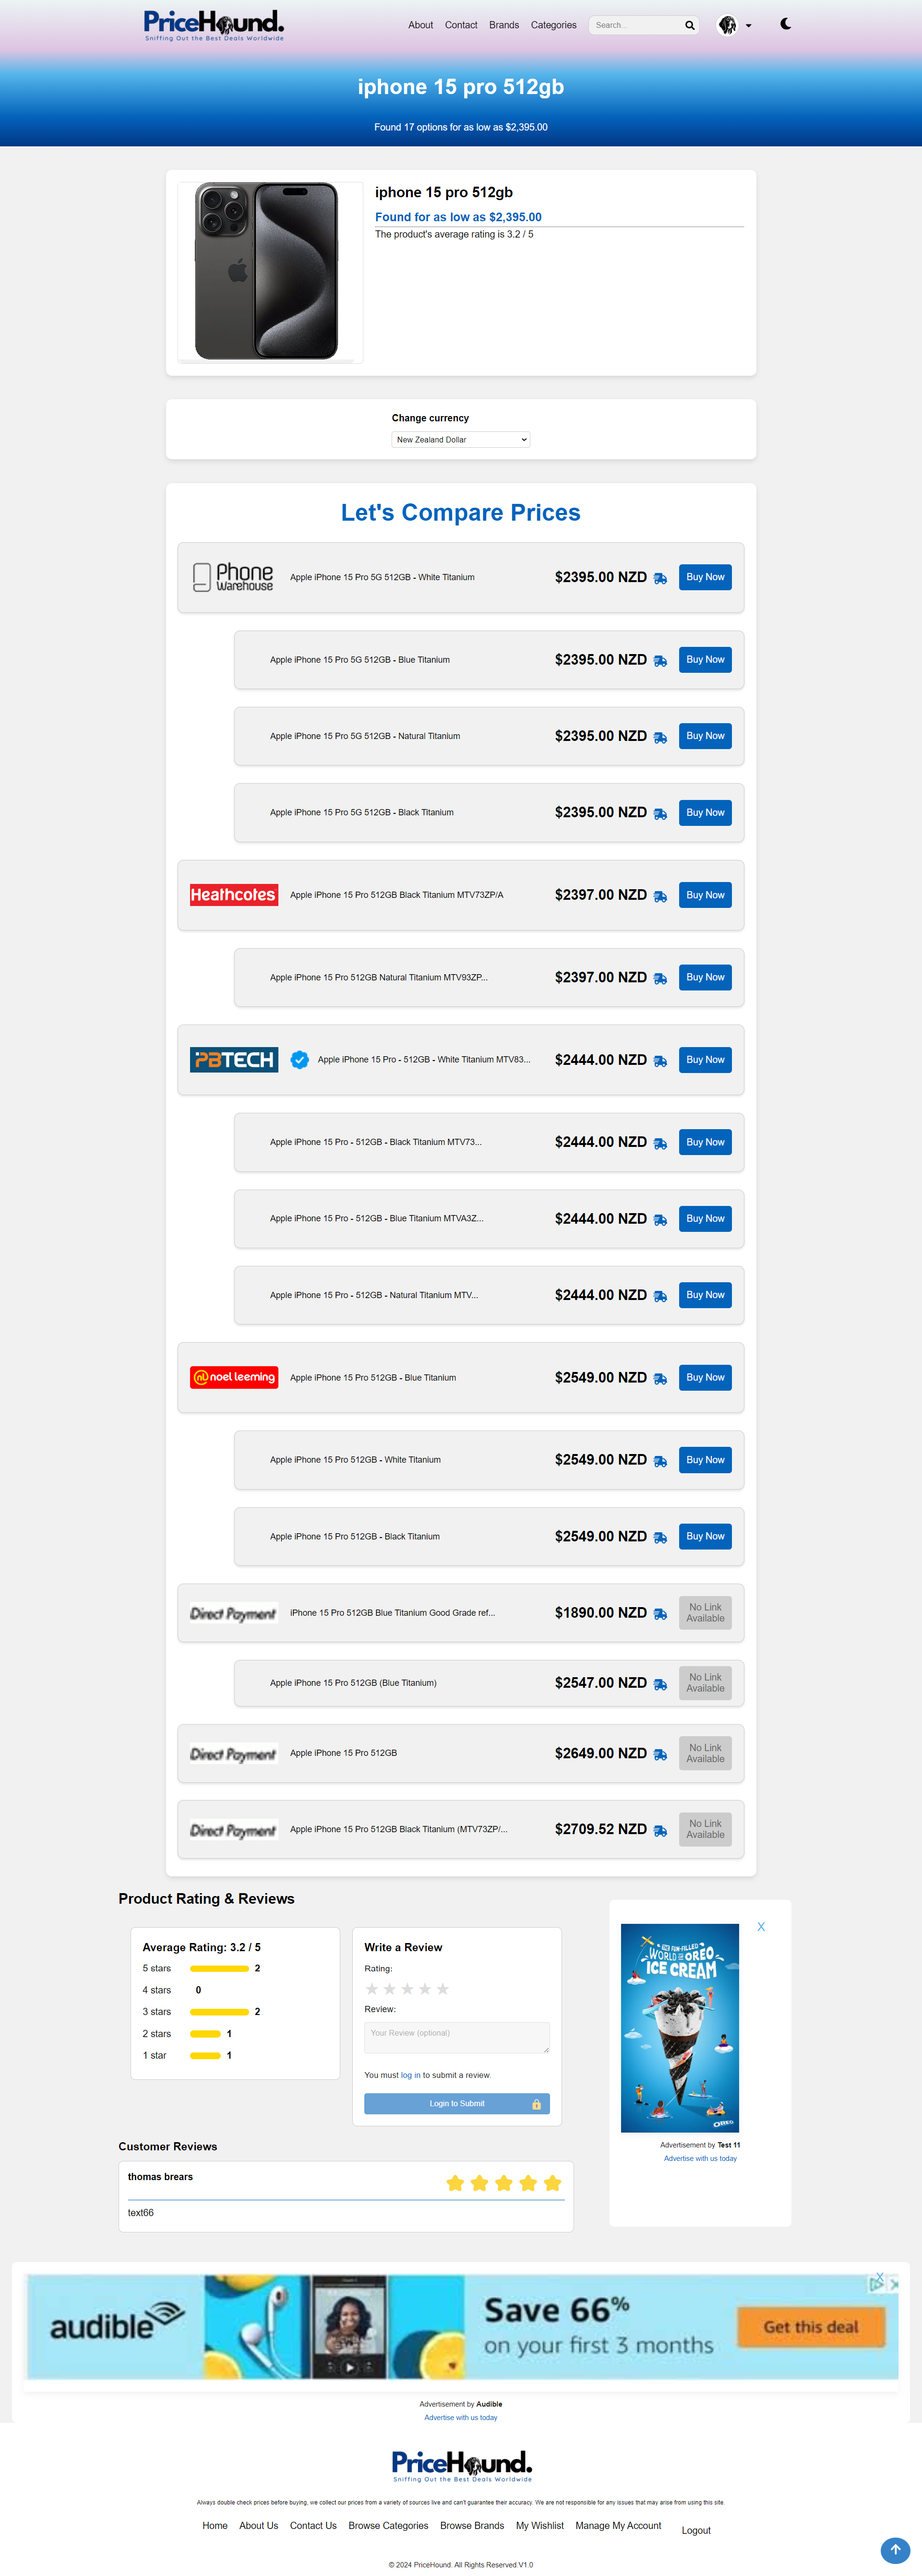 PriceHound.
Sniffing Out the Best Deals Worldwide
About Contact Brands Categories Search...
iphone 15 pro 512gb
Found 17 options for as low as $2,395.00
iphone 15 pro 512gb
Found for as low as $2,395.00
The product's average rating is 3.2 / 5
Change currency
New Zealand Dollar
Let's Compare Prices
Phone Warehouse Apple iPhone 15 Pro 5G 512GB - White Titanium $2395.00 NZD Buy Now
Apple iPhone 15 Pro 5G 512GB - Blue Titanium $2395.00 NZD Buy Now
Apple iPhone 15 Pro 5G 512GB - Natural Titanium $2395.00 NZD Buy Now
Apple iPhone 15 Pro 5G 512GB - Black Titanium $2395.00 NZD Buy Now
Heathcotes Apple iPhone 15 Pro 512GB Black Titanium MTV73ZP/A $2397.00 NZD Buy Now
Apple iPhone 15 Pro 512GB Natural Titanium MTV93ZP... $2397.00 NZD Buy Now
PBTECH Apple iPhone 15 Pro - 512GB - White Titanium MTV83... $2444.00 NZD Buy Now
Apple iPhone 15 Pro - 512GB - Black Titanium MTV73... $2444.00 NZD Buy Now
Apple iPhone 15 Pro - 512GB - Blue Titanium MTVA3Z... $2444.00 NZD Buy Now
Apple iPhone 15 Pro - 512GB - Natural Titanium MTV... $2444.00 NZD Buy Now
nl noel leeming Apple iPhone 15 Pro 512GB - Blue Titanium $2549.00 NZD Buy Now
Apple iPhone 15 Pro 512GB - White Titanium $2549.00 NZD Buy Now
Apple iPhone 15 Pro 512GB - Black Titanium $2549.00 NZD Buy Now
Direct Payment iPhone 15 Pro 512GB Blue Titanium Good Grade ref... $1890.00 NZD No Link Available
Apple iPhone 15 Pro 512GB (Blue Titanium) $2547.00 NZD No Link Available
Direct Payment Apple iPhone 15 Pro 512GB $2649.00 NZD No Link Available
Direct Payment Apple iPhone 15 Pro 512GB Black Titanium (MTV73ZP/... $2709.52 NZD No Link Available
Product Rating & Reviews
Average Rating: 3.2 / 5
5 stars 2
4 stars 0
3 stars 2
2 stars 1
1 star 1
Write a Review
Rating:
Review:
Your Review (optional)
You must log in to submit a review.
Login to Submit
X
THE FUN-FILLED
WORLD OF OREO
ICE CREAM
OREO
Advertisement by Test 11
Advertise with us today
Customer Reviews
thomas brears
text66
X
audible
Save 66%
on your first 3 months
Get this deal
Advertisement by Audible
Advertise with us today
PriceHound.
Sniffing Out the Best Deals Worldwide
Always double check prices before buying, we collect our prices from a variety of sources live and can't guarantee their accuracy. We are not responsible for any issues that may arise from using this site.
Home About Us Contact Us Browse Categories Browse Brands My Wishlist Manage My Account Logout
© 2024 PriceHound. All Rights Reserved.V1.0